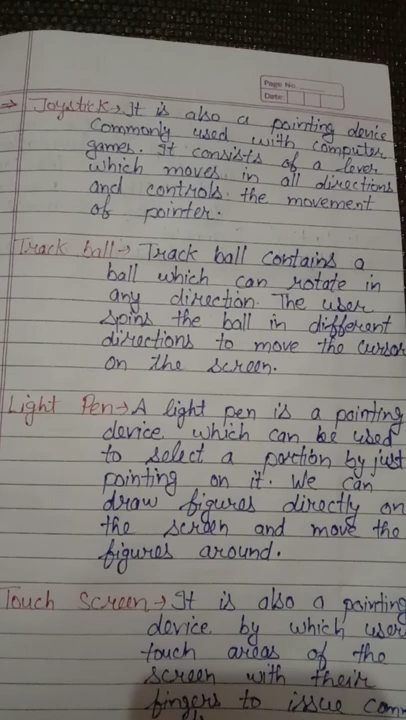 Page No.
Date:
⇒ Joystick → It is also a pointing device
commonly used with computer
games. It consists of a lever
which moves in all directions
and controls the movement
of pointer.
Track ball → Track ball contains a
ball which can rotate in
any direction. The user
spins the ball in different
directions to move the cursor
on the screen.
Light Pen → A light pen is a pointing
device which can be used
to select a portion by just
pointing on it. We can
draw figures directly on
the screen and move the
figures around.
Touch Screen → It is also a pointing
device by which user
touch areas of the
screen with their
fingers to issue comm